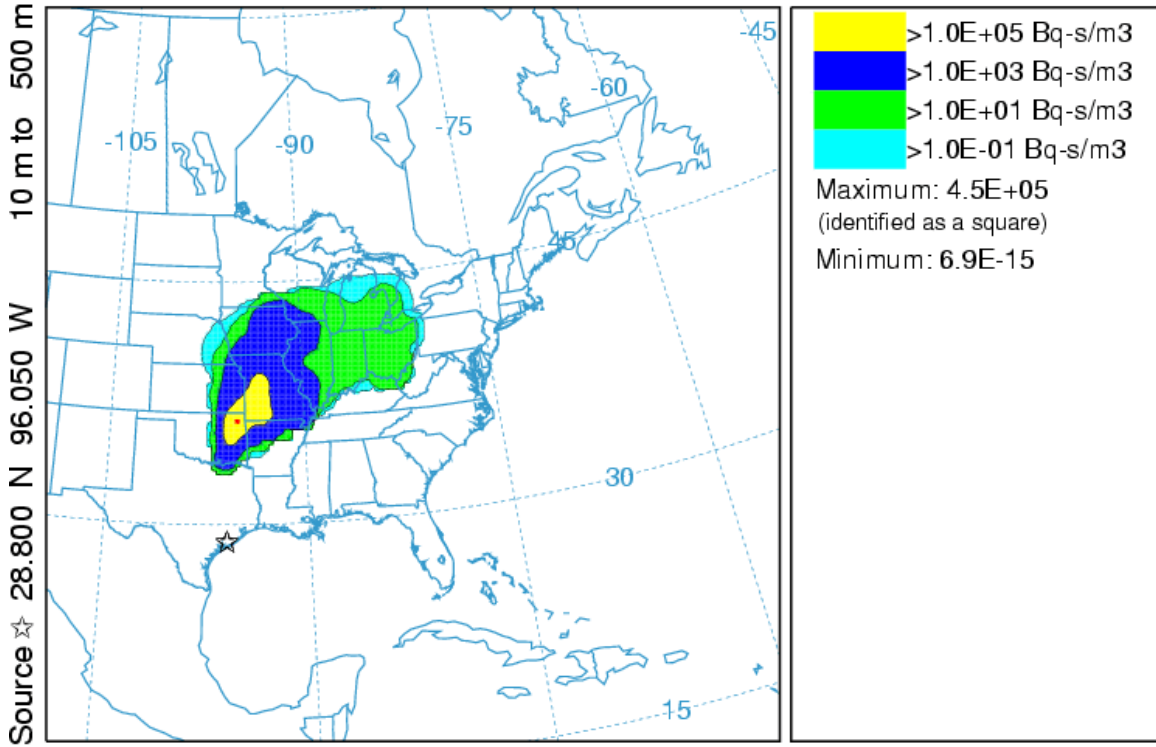 Source ☆ 28.800 N 96.050 W 10 m to 500 m
-45
-60
-75
-90
-105
45
30
15
>1.0E+05 Bq-s/m3
>1.0E+03 Bq-s/m3
>1.0E+01 Bq-s/m3
>1.0E-01 Bq-s/m3
Maximum: 4.5E+05
(identified as a square)
Minimum: 6.9E-15